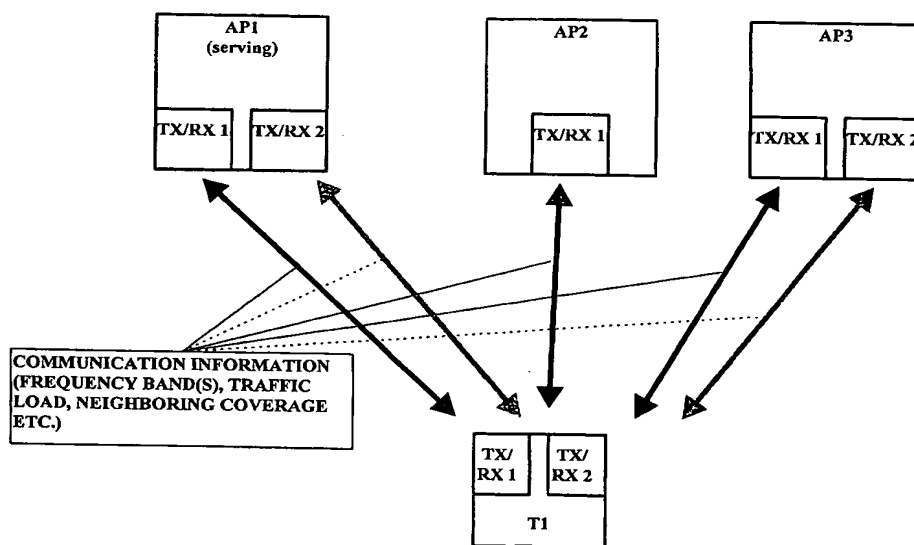 AP1
(serving)
TX/RX 1
TX/RX 2
AP2
TX/RX 1
AP3
TX/RX 1
TX/RX 2
COMMUNICATION INFORMATION
(FREQUENCY BAND(S), TRAFFIC
LOAD, NEIGHBORING COVERAGE
ETC.)
TX/
RX 1
TX/
RX 2
T1